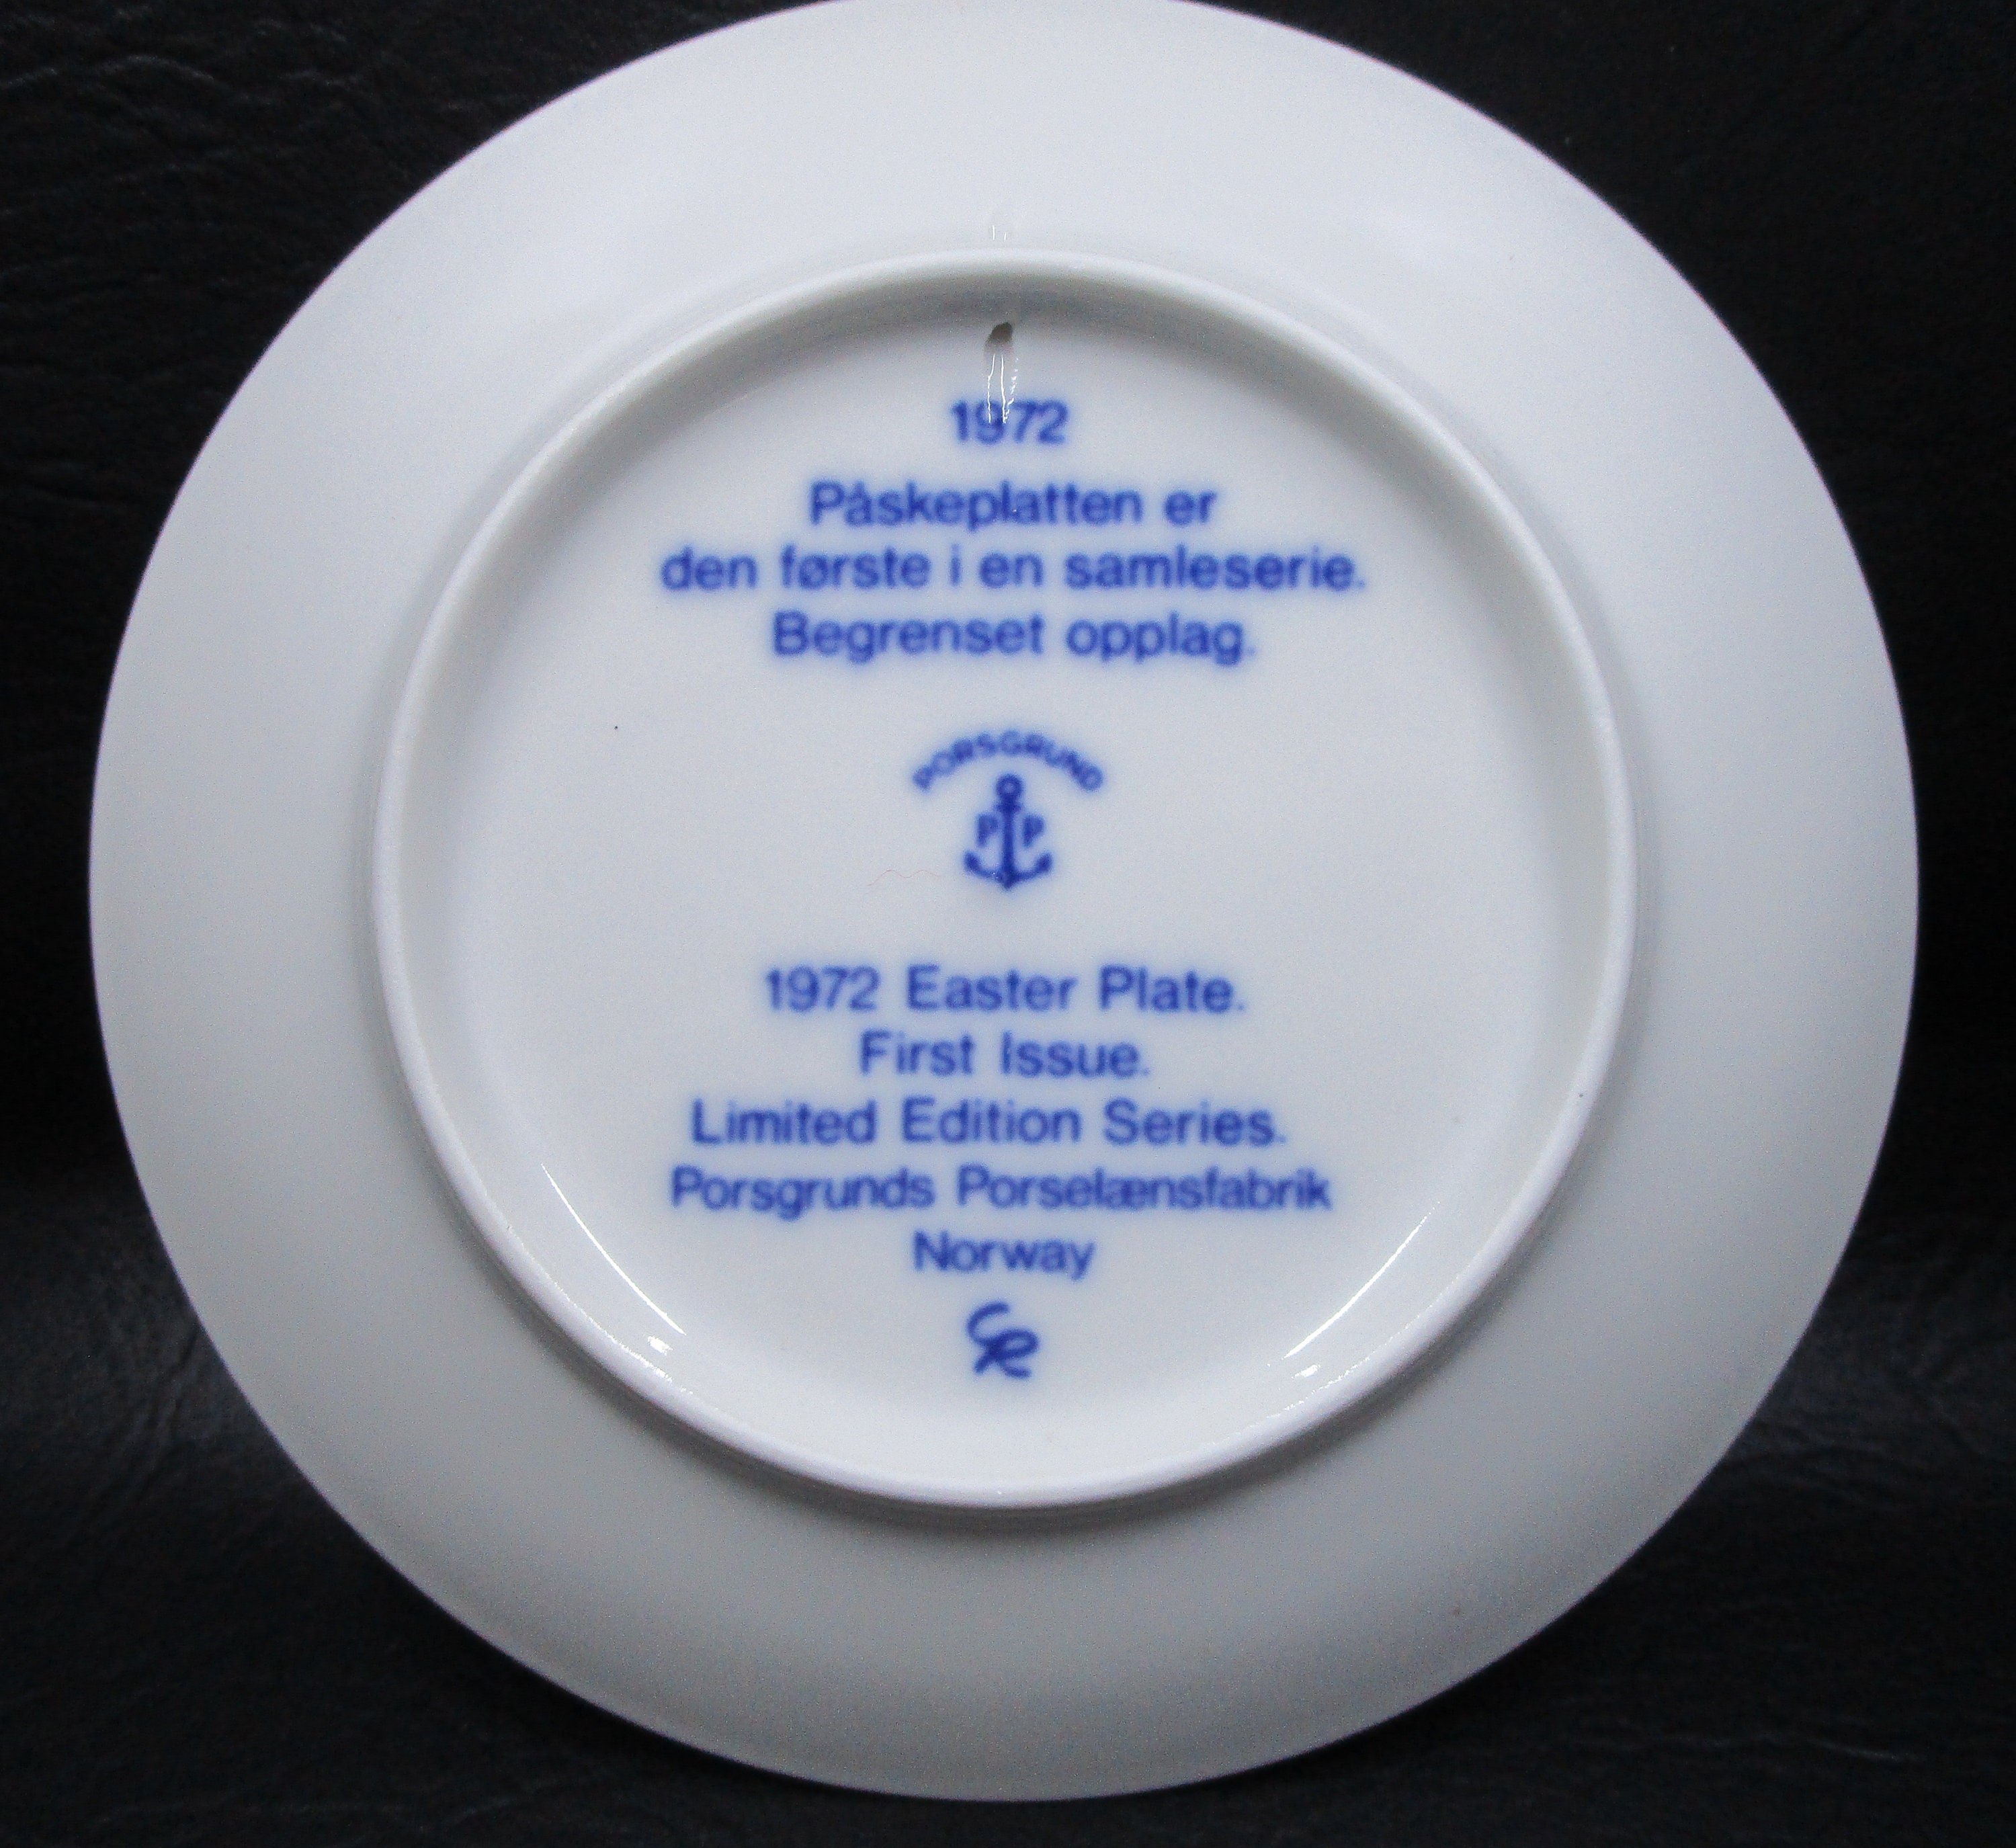 1972
Påskeplatten er
den første i en samleserie.
Begrenset opplag.
PORSGRUND
P P
1972 Easter Plate.
First Issue.
Limited Edition Series.
Porsgrunds Porselænsfabrik
Norway